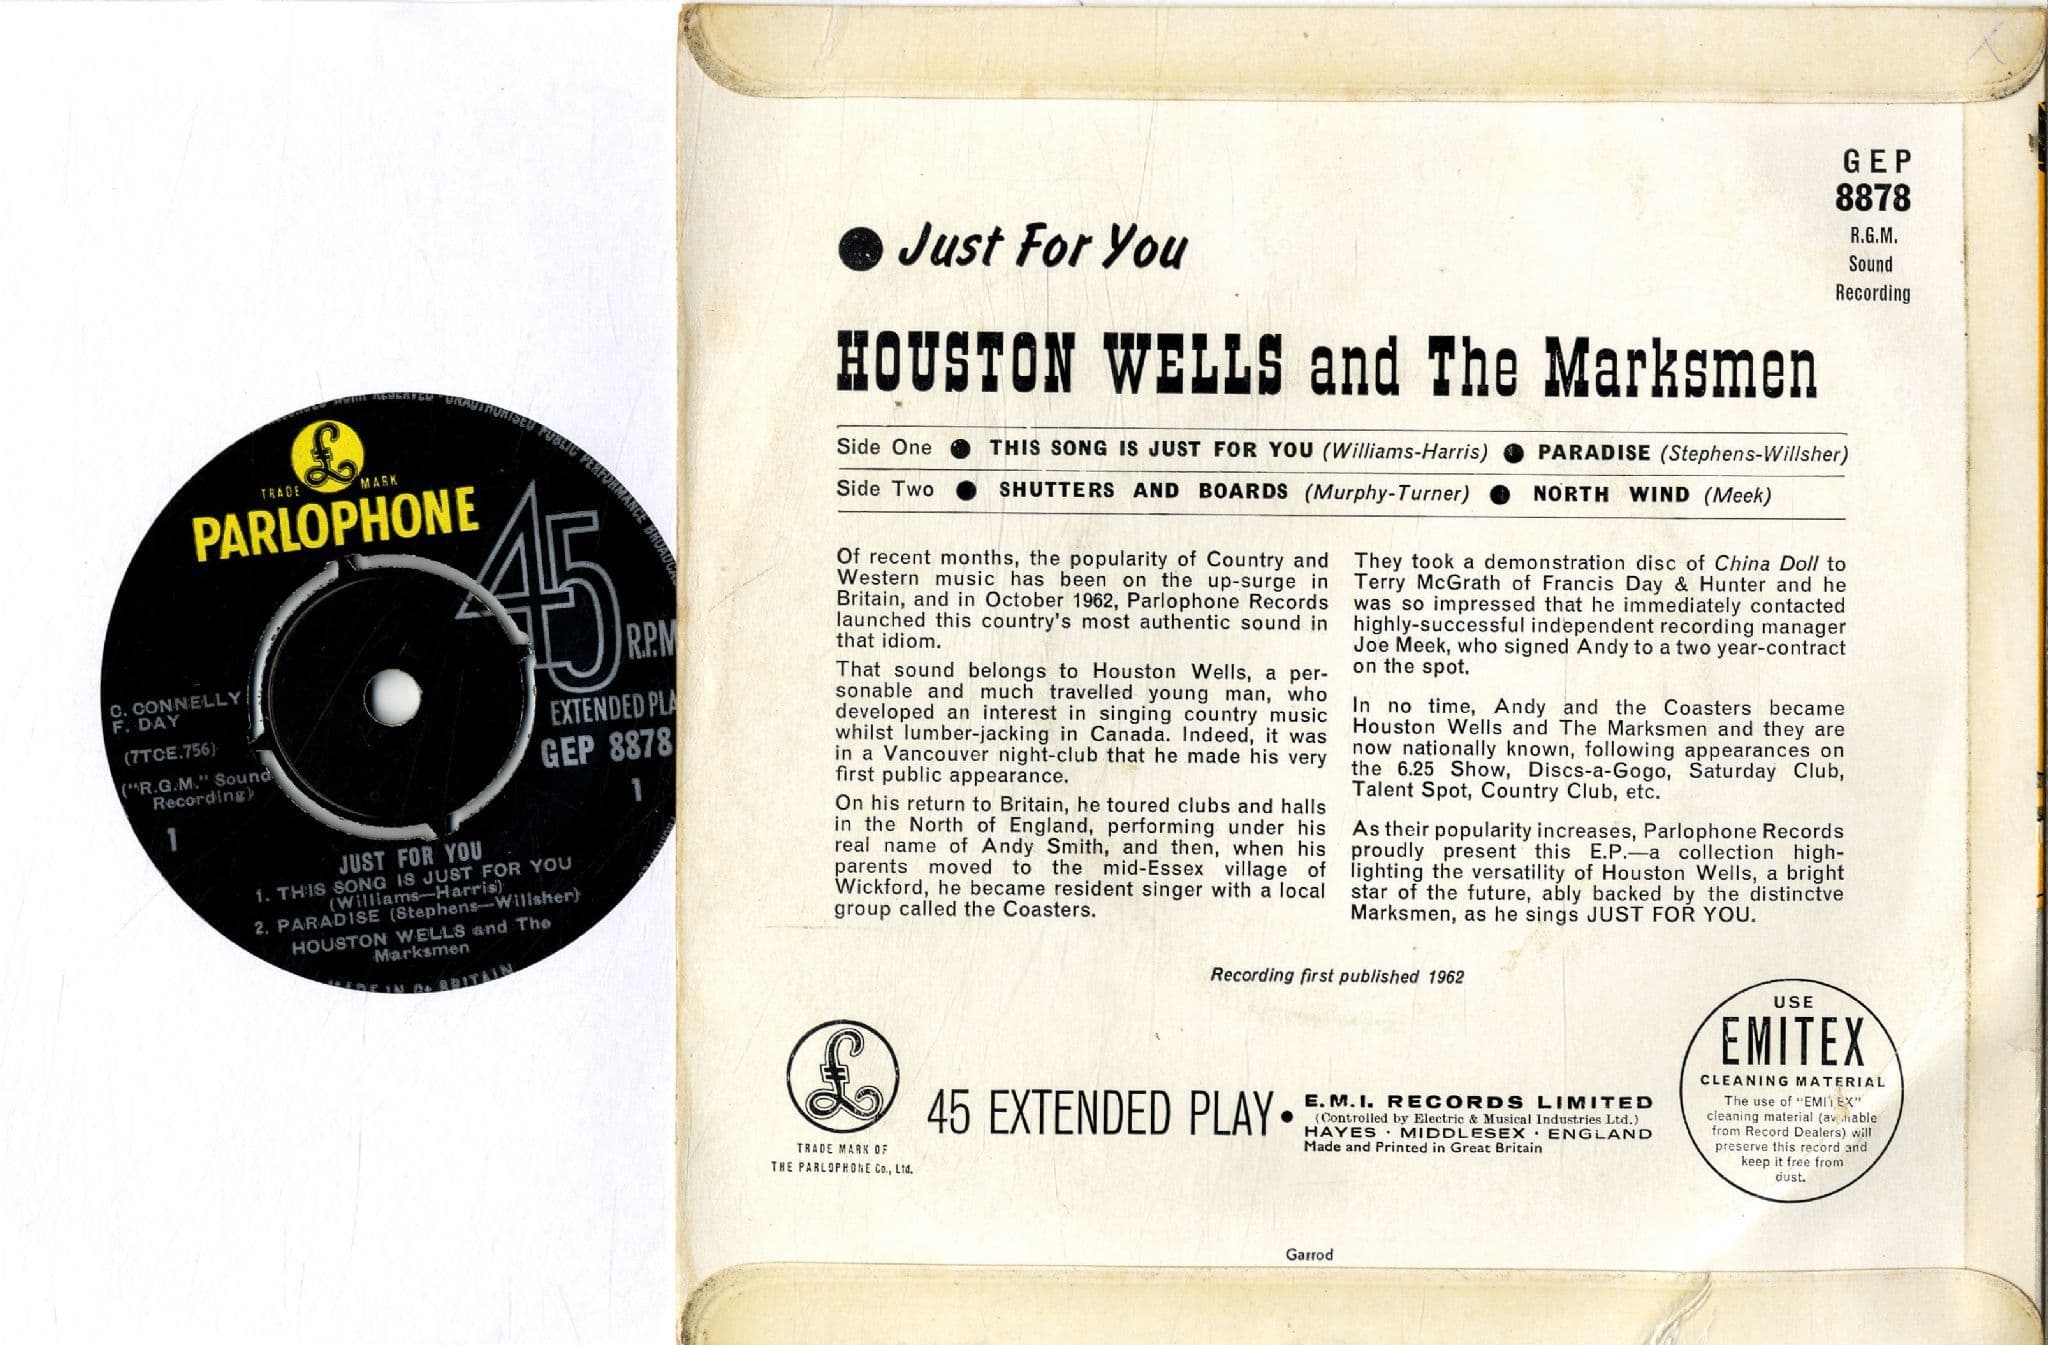 RECORDED WORK RESERVED · UNAUTHORISED PUBLIC PERFORMANCE BROADCAS
£
TRADE MARK
PARLOPHONE
45
R.P.M
EXTENDED PLA
GEP 8878
1
C. CONNELLY
F. DAY
(7TCE.756)
("R.G.M." Sound
Recording)
1
JUST FOR YOU
1. THIS SONG IS JUST FOR YOU
(Williams—Harris)
2. PARADISE (Stephens—Willsher)
HOUSTON WELLS and The
Marksmen
MADE IN Gt BRITAIN
GEP
8878
R.G.M.
Sound
Recording
● Just For You
HOUSTON WELLS and The Marksmen
Side One ● THIS SONG IS JUST FOR YOU (Williams-Harris) ● PARADISE (Stephens-Willsher)
Side Two ● SHUTTERS AND BOARDS (Murphy-Turner) ● NORTH WIND (Meek)
Of recent months, the popularity of Country and
Western music has been on the up-surge in
Britain, and in October 1962, Parlophone Records
launched this country's most authentic sound in
that idiom.
That sound belongs to Houston Wells, a per-
sonable and much travelled young man, who
developed an interest in singing country music
whilst lumber-jacking in Canada. Indeed, it was
in a Vancouver night-club that he made his very
first public appearance.
On his return to Britain, he toured clubs and halls
in the North of England, performing under his
real name of Andy Smith, and then, when his
parents moved to the mid-Essex village of
Wickford, he became resident singer with a local
group called the Coasters.
They took a demonstration disc of China Doll to
Terry McGrath of Francis Day & Hunter and he
was so impressed that he immediately contacted
highly-successful independent recording manager
Joe Meek, who signed Andy to a two year-contract
on the spot.
In no time, Andy and the Coasters became
Houston Wells and The Marksmen and they are
now nationally known, following appearances on
the 6.25 Show, Discs-a-Gogo, Saturday Club,
Talent Spot, Country Club, etc.
As their popularity increases, Parlophone Records
proudly present this E.P.—a collection high-
lighting the versatility of Houston Wells, a bright
star of the future, ably backed by the distinctve
Marksmen, as he sings JUST FOR YOU.
Recording first published 1962
£
TRADE MARK OF
THE PARLOPHONE Co., Ltd.
45 EXTENDED PLAY ●
E.M.I. RECORDS LIMITED
(Controlled by Electric & Musical Industries Ltd.)
HAYES · MIDDLESEX · ENGLAND
Made and Printed in Great Britain
USE
EMITEX
CLEANING MATERIAL
The use of "EMITEX"
cleaning material (available
from Record Dealers) will
preserve this record and
keep it free from
dust.
Garrod